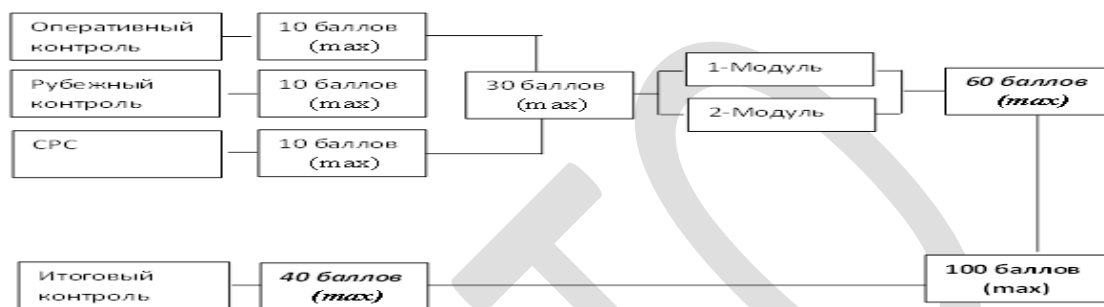 Оперативный
контроль
10 баллов
(max)
Рубежный
контроль
10 баллов
(max)
СРС
10 баллов
(max)
30 баллов
(max)
1-Модуль
2-Модуль
60 баллов
(max)
Итоговый
контроль
40 баллов
(max)
100 баллов
(max)